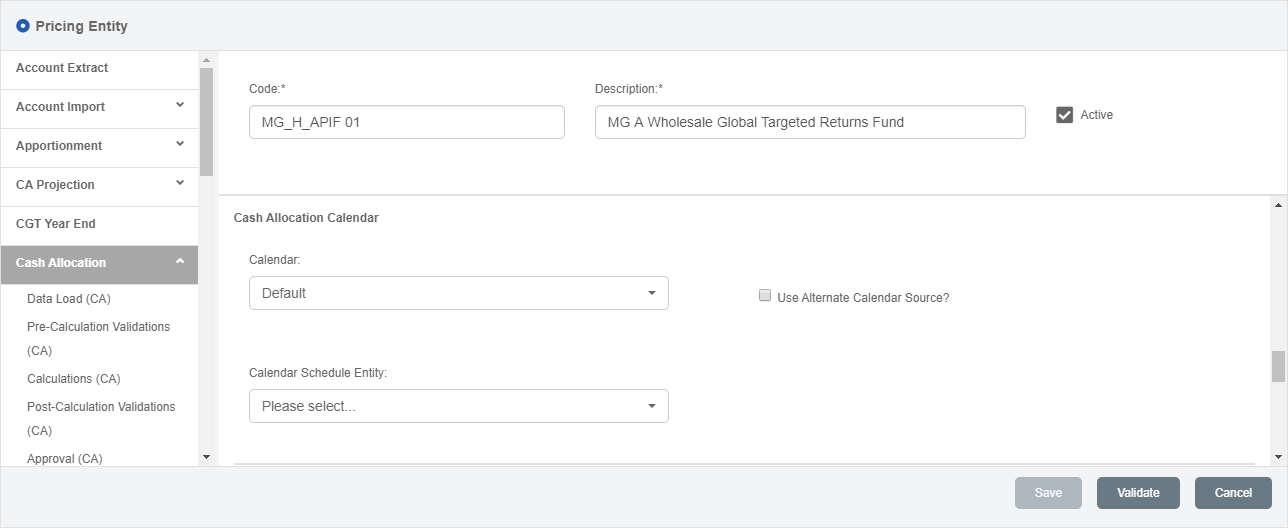 Pricing Entity
Account Extract
Account Import
Apportionment
CA Projection
CGT Year End
Cash Allocation
Data Load (CA)
Pre-Calculation Validations
(CA)
Calculations (CA)
Post-Calculation Validations
(CA)
Approval (CA)
Code:*
Description:*
MG_H_APIF 01
MG A Wholesale Global Targeted Returns Fund
Active
Cash Allocation Calendar
Calendar:
Default
Use Alternate Calendar Source?
Calendar Schedule Entity:
Please select...
Save
Validate
Cancel